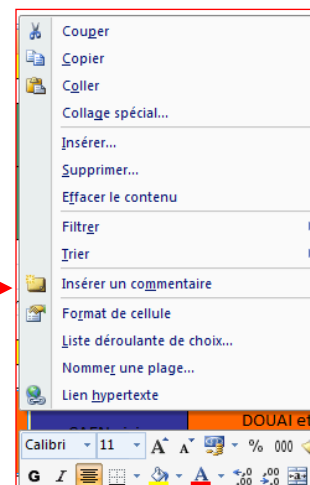 Couper
Copier
Coller
Collage spécial...
Insérer...
Supprimer...
Effacer le contenu
Filtrer
Trier
Insérer un commentaire
Format de cellule
Liste déroulante de choix...
Nommer une plage...
Lien hypertexte
DOUAI et
Calibri 11 A A % 000
G I A